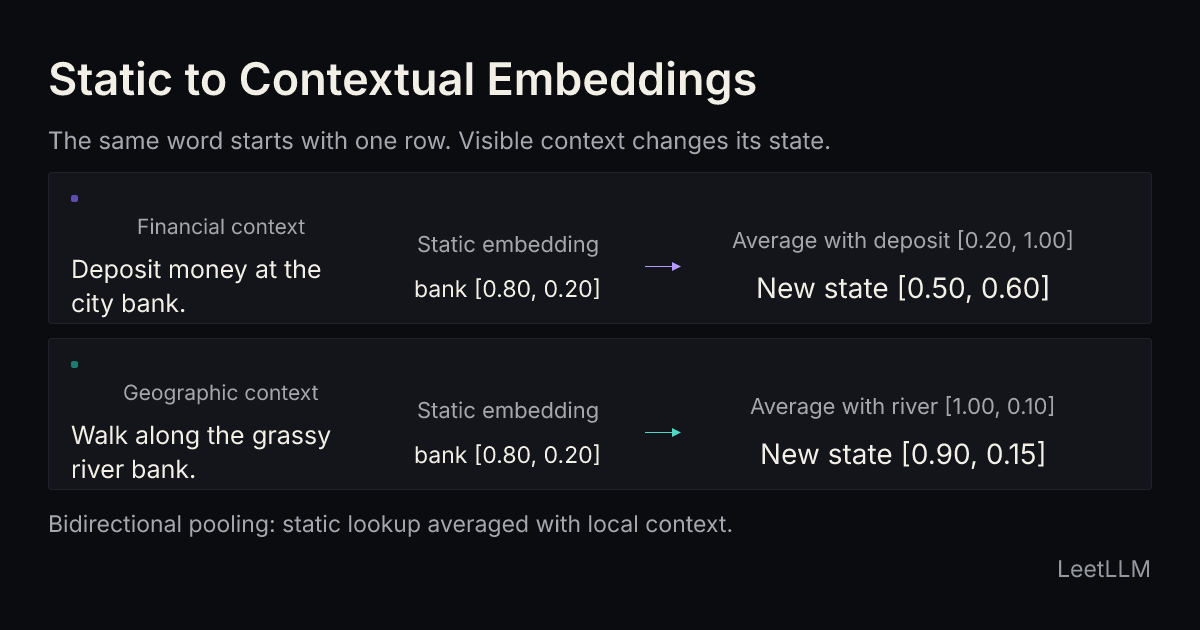 Static to Contextual Embeddings
The same word starts with one row. Visible context changes its state.
Financial context
Deposit money at the
city bank.
Static embedding
bank [0.80, 0.20]
Average with deposit [0.20, 1.00]
New state [0.50, 0.60]
Geographic context
Walk along the grassy
river bank.
Static embedding
bank [0.80, 0.20]
Average with river [1.00, 0.10]
New state [0.90, 0.15]
Bidirectional pooling: static lookup averaged with local context.
LeetLLM